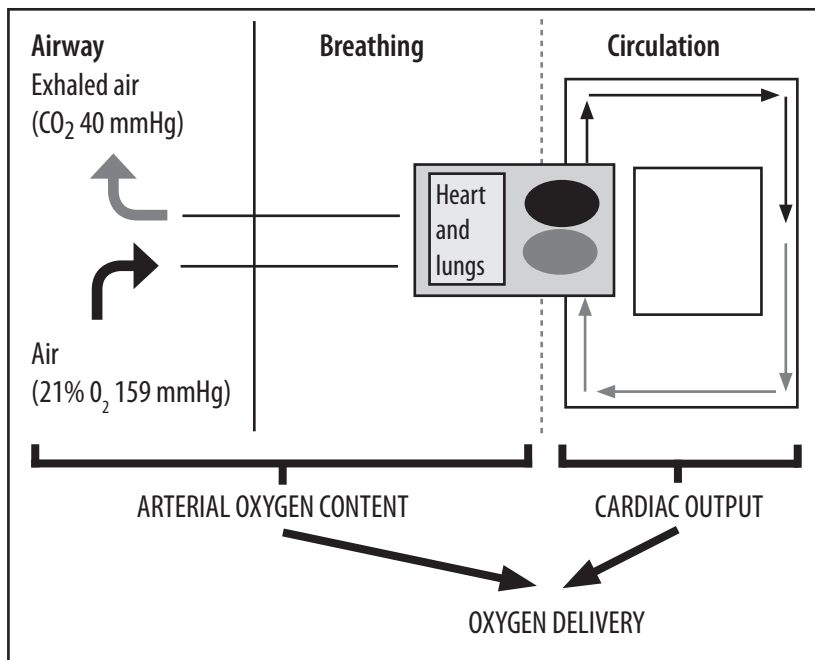 Airway
Exhaled air
(CO₂ 40 mmHg)
Breathing
Circulation
Heart
and
lungs
Air
(21% O₂ 159 mmHg)
ARTERIAL OXYGEN CONTENT
CARDIAC OUTPUT
OXYGEN DELIVERY